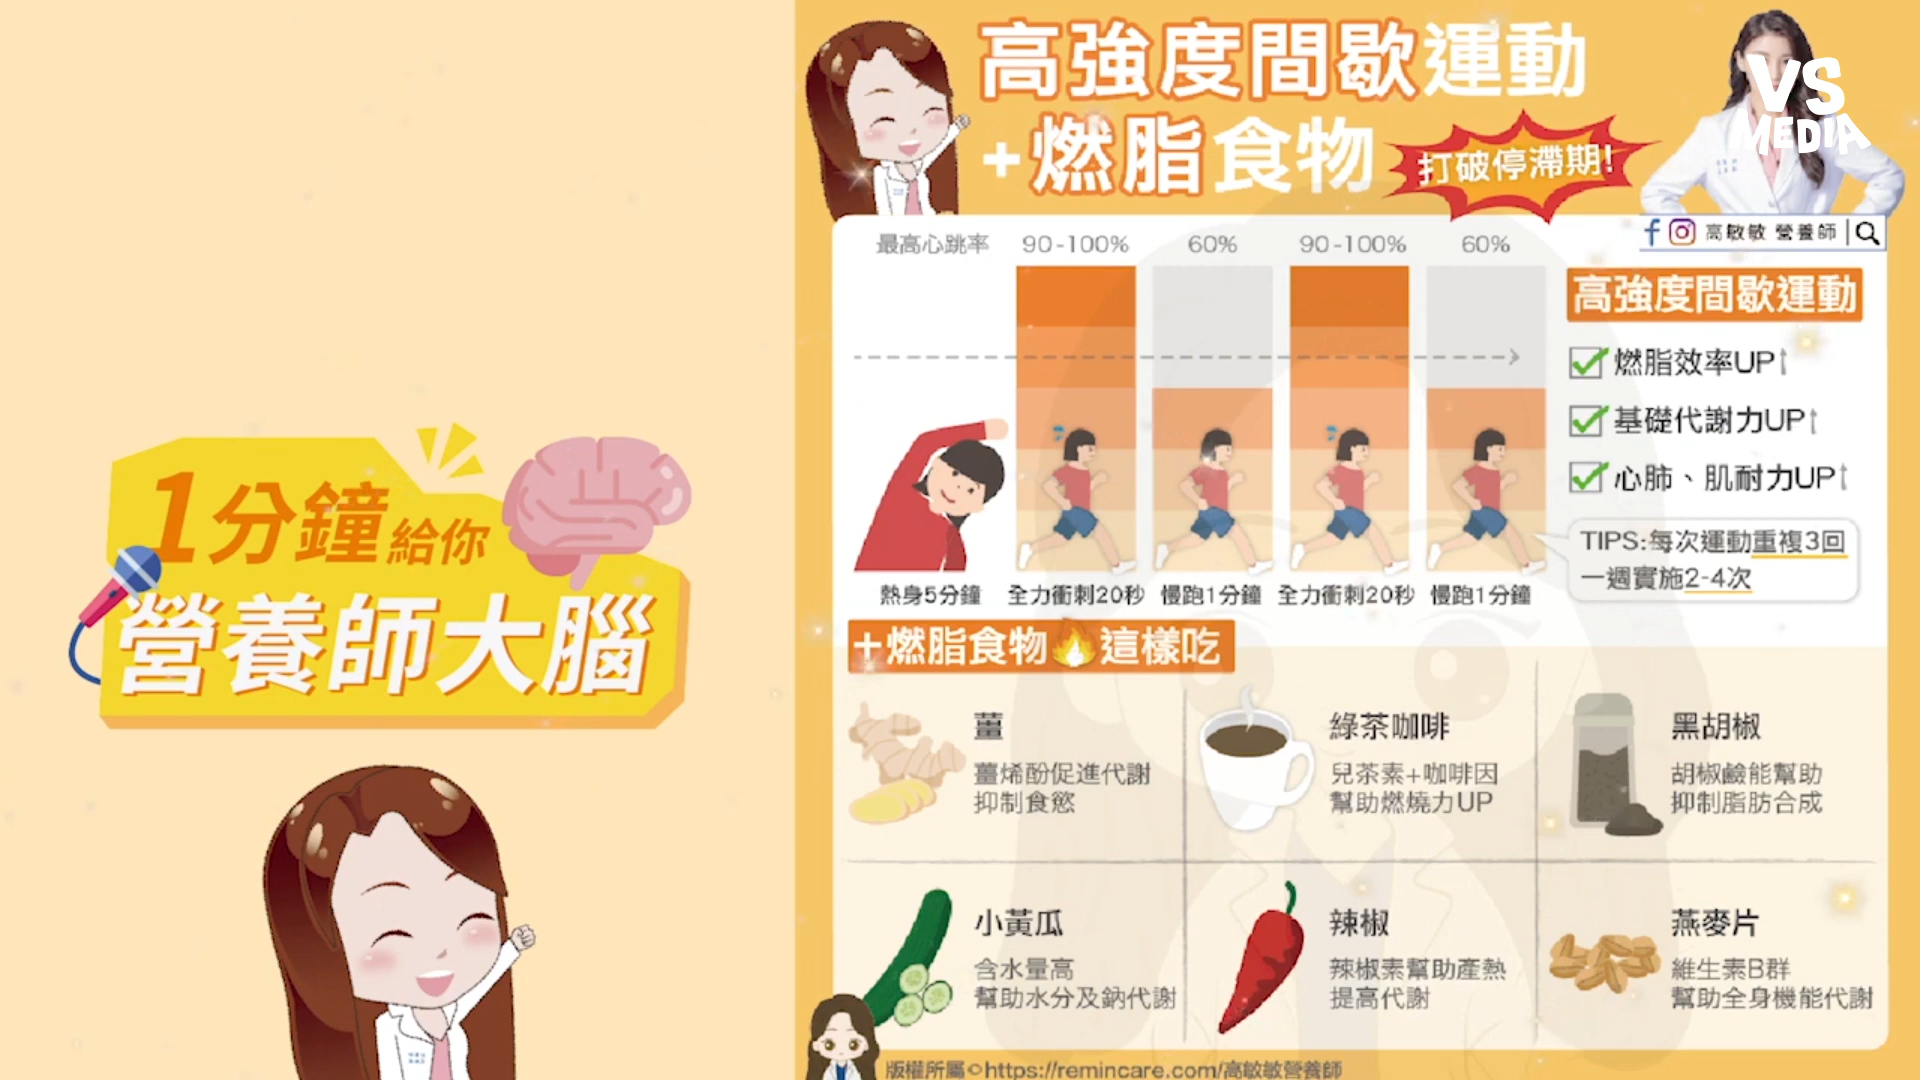 1分鐘給你
營養師大腦
高強度間歇運動
+燃脂食物
打破停滯期!
VS
MEDIA
高敏敏 營養師
最高心跳率 90-100% 60% 90-100% 60%
熱身5分鐘 全力衝刺20秒 慢跑1分鐘 全力衝刺20秒 慢跑1分鐘
高強度間歇運動
燃脂效率UP↑
基礎代謝力UP↑
心肺、肌耐力UP↑
TIPS:每次運動重複3回
一週實施2-4次
+燃脂食物🔥這樣吃
薑
薑烯酚促進代謝
抑制食慾
綠茶咖啡
兒茶素+咖啡因
幫助燃燒力UP
黑胡椒
胡椒鹼能幫助
抑制脂肪合成
小黃瓜
含水量高
幫助水分及鈉代謝
辣椒
辣椒素幫助產熱
提高代謝
燕麥片
維生素B群
幫助全身機能代謝
版權所屬©https://remincare.com/高敏敏營養師